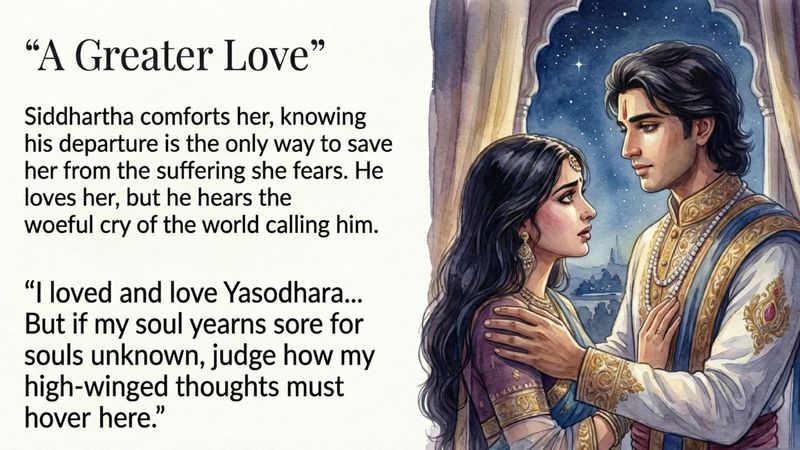 “A Greater Love”
Siddhartha comforts her, knowing
his departure is the only way to save
her from the suffering she fears. He
loves her, but he hears the
woeful cry of the world calling him.
“I loved and love Yasodhara...
But if my soul yearns sore for
souls unknown, judge how my
high-winged thoughts must
hover here.”